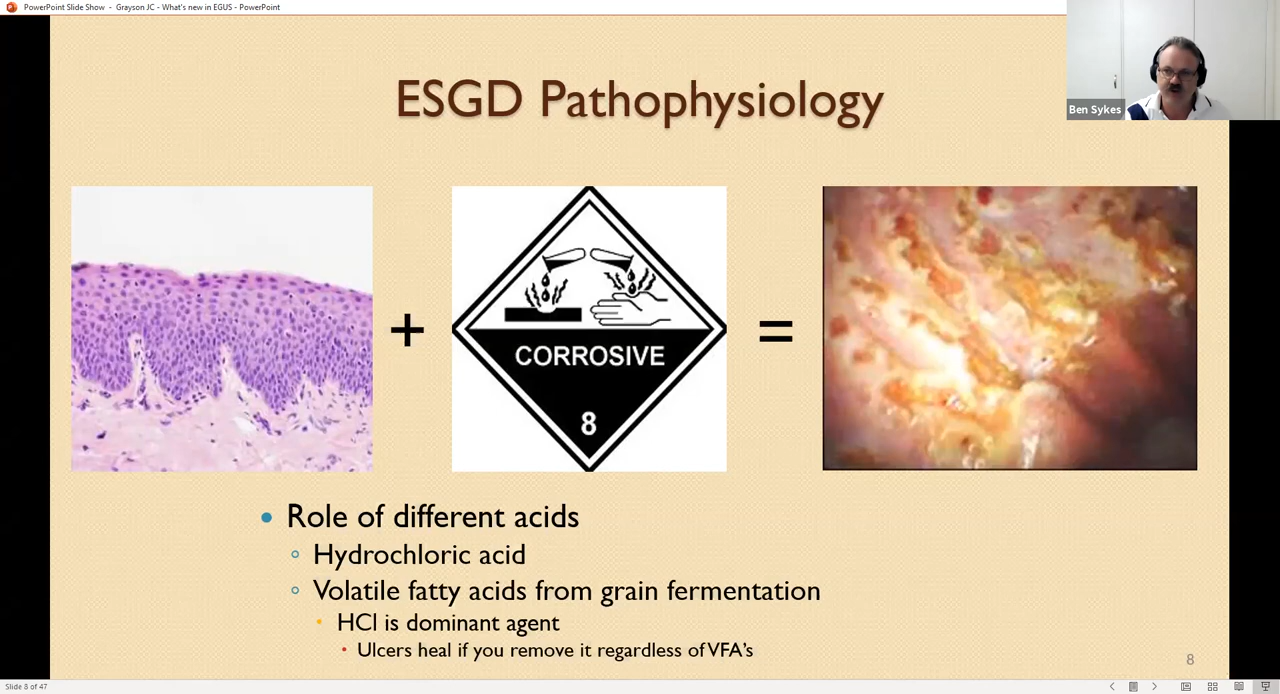 PowerPoint Slide Show - Grayson JC - What's new in EGUS - PowerPoint
Ben Sykes
ESGD Pathophysiology
+
CORROSIVE
8
=
Role of different acids
Hydrochloric acid
Volatile fatty acids from grain fermentation
HCl is dominant agent
Ulcers heal if you remove it regardless of VFA's
8
Slide 8 of 47